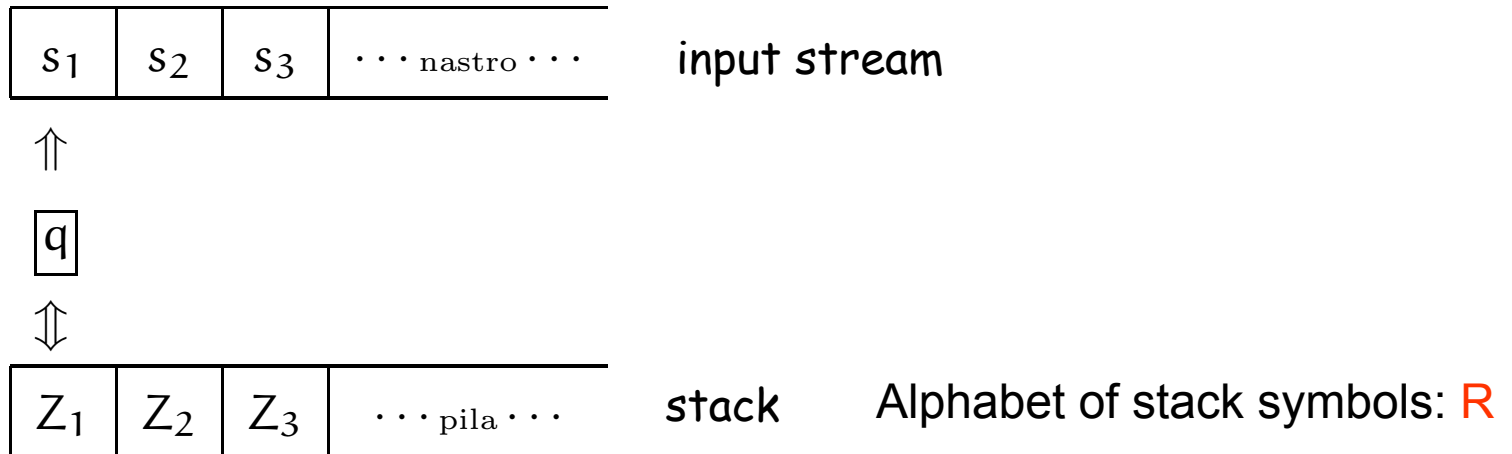 s₁ s₂ s₃ ··· nastro ··· input stream
⇑
q
⇕
Z₁ Z₂ Z₃ ··· pila ··· stack Alphabet of stack symbols: R